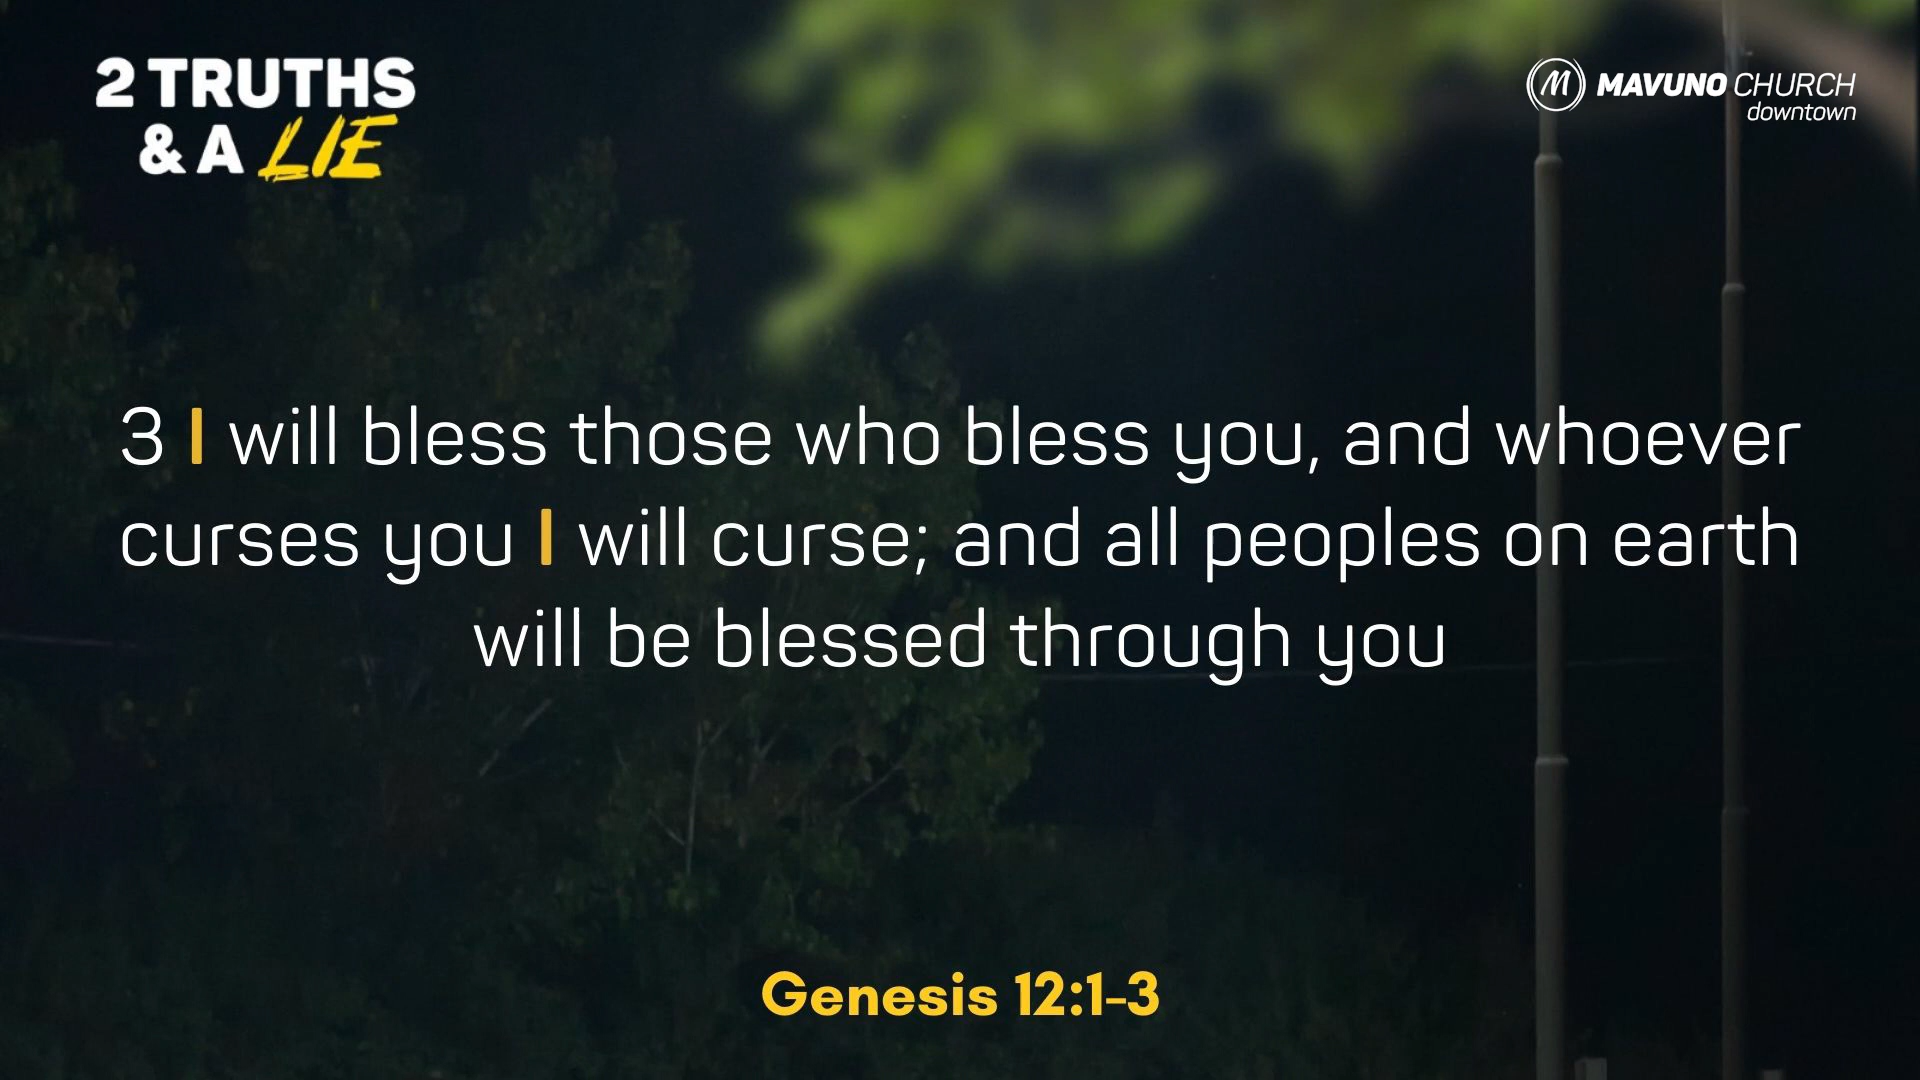 2 TRUTHS
& A LIE
M MAVUNO CHURCH
downtown
3 I will bless those who bless you, and whoever
curses you I will curse; and all peoples on earth
will be blessed through you
Genesis 12:1-3